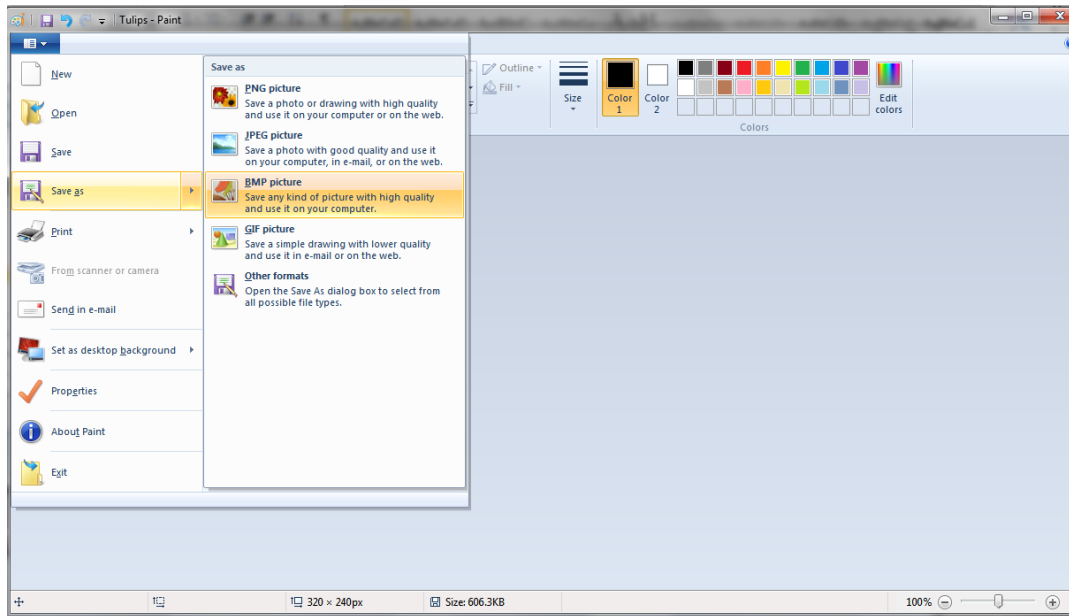 Tulips - Paint
New
Open
Save
Save as
Print
From scanner or camera
Send in e-mail
Set as desktop background
Properties
About Paint
Exit
Save as
PNG picture
Save a photo or drawing with high quality
and use it on your computer or on the web.
JPEG picture
Save a photo with good quality and use it
on your computer, in e-mail, or on the web.
BMP picture
Save any kind of picture with high quality
and use it on your computer.
GIF picture
Save a simple drawing with lower quality
and use it in e-mail or on the web.
Other formats
Open the Save As dialog box to select from
all possible file types.
Outline
Fill
Size
Color
1
Color
2
Edit
colors
Colors
320 × 240px
Size: 606.3KB
100%